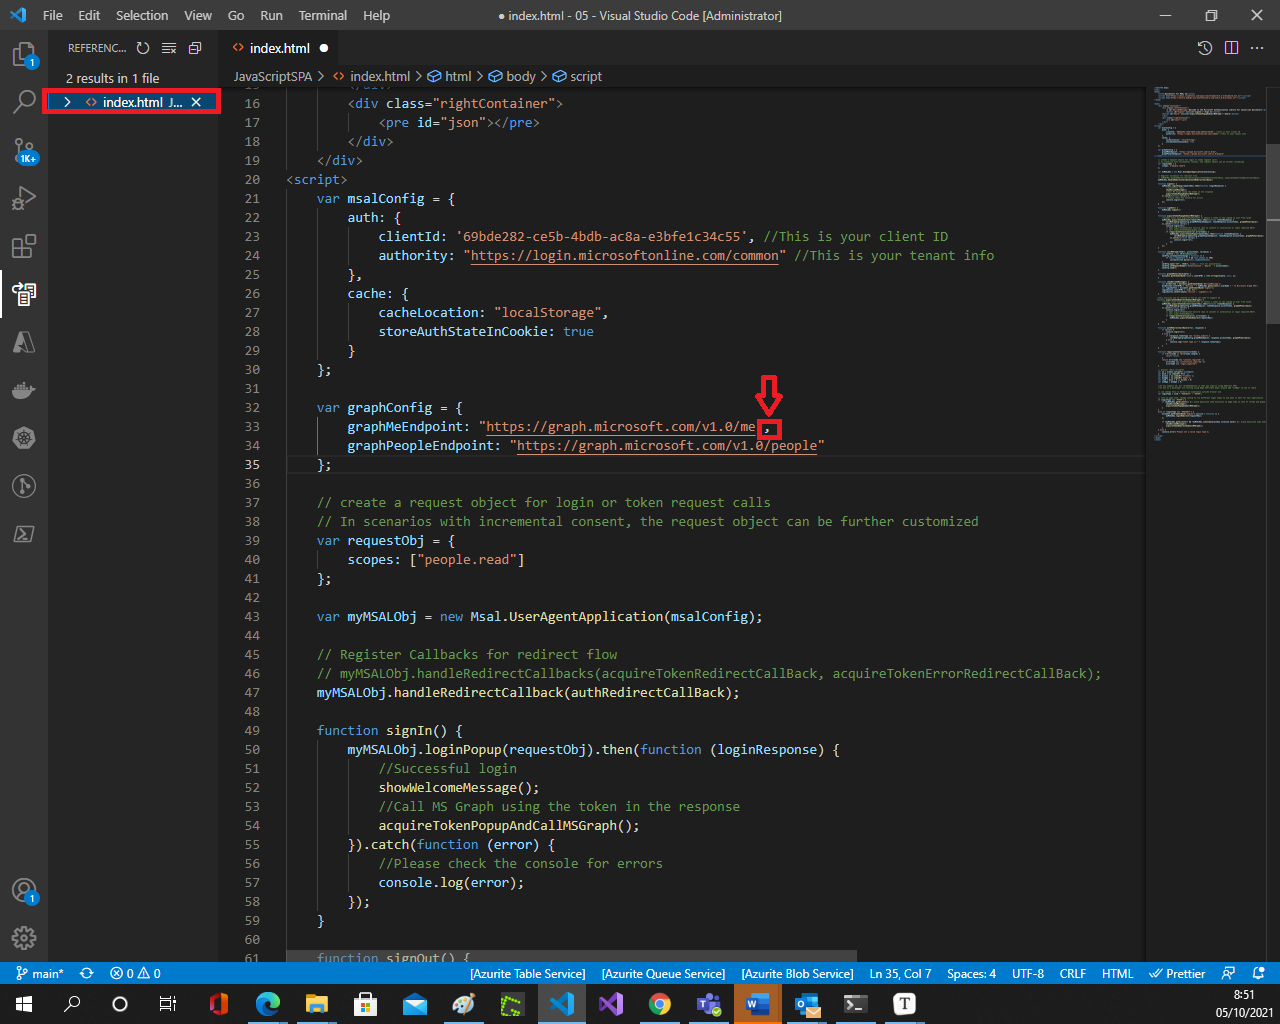 File Edit Selection View Go Run Terminal Help
● index.html - 05 - Visual Studio Code [Administrator]
REFERENC...
index.html
2 results in 1 file
JavaScriptSPA > index.html > html > body > script
index.html J...
16 <div class="rightContainer">
17 <pre id="json"></pre>
18 </div>
19 </div>
20 <script>
21 var msalConfig = {
22 auth: {
23 clientId: '69bde282-ce5b-4bdb-ac8a-e3bfe1c34c55', //This is your client ID
24 authority: "https://login.microsoftonline.com/common" //This is your tenant info
25 },
26 cache: {
27 cacheLocation: "localStorage",
28 storeAuthStateInCookie: true
29 }
30 };
31
32 var graphConfig = {
33 graphMeEndpoint: "https://graph.microsoft.com/v1.0/me ,
34 graphPeopleEndpoint: "https://graph.microsoft.com/v1.0/people"
35 };
36
37 // create a request object for login or token request calls
38 // In scenarios with incremental consent, the request object can be further customized
39 var requestObj = {
40 scopes: ["people.read"]
41 };
42
43 var myMSALObj = new Msal.UserAgentApplication(msalConfig);
44
45 // Register Callbacks for redirect flow
46 // myMSALObj.handleRedirectCallbacks(acquireTokenRedirectCallBack, acquireTokenErrorRedirectCallBack);
47 myMSALObj.handleRedirectCallback(authRedirectCallBack);
48
49 function signIn() {
50 myMSALObj.loginPopup(requestObj).then(function (loginResponse) {
51 //Successful login
52 showWelcomeMessage();
53 //Call MS Graph using the token in the response
54 acquireTokenPopupAndCallMSGraph();
55 }).catch(function (error) {
56 //Please check the console for errors
57 console.log(error);
58 });
59 }
60
61 function signOut() {
1
1K+
1
main* 0 0 [Azurite Table Service] [Azurite Queue Service] [Azurite Blob Service] Ln 35, Col 7 Spaces: 4 UTF-8 CRLF HTML Prettier
8:51
05/10/2021